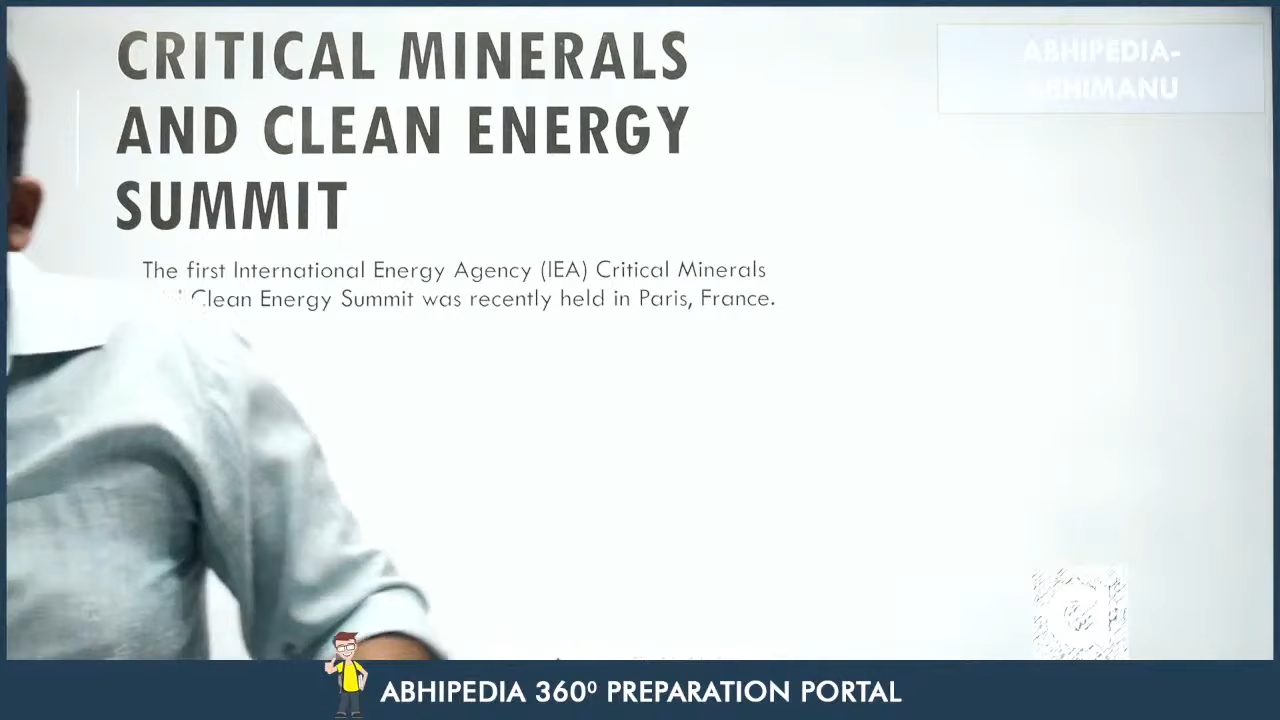 CRITICAL MINERALS
AND CLEAN ENERGY
SUMMIT
ABHIPEDIA-
ABHIMANU
The first International Energy Agency (IEA) Critical Minerals
Clean Energy Summit was recently held in Paris, France.
ABHIPEDIA 360⁰ PREPARATION PORTAL